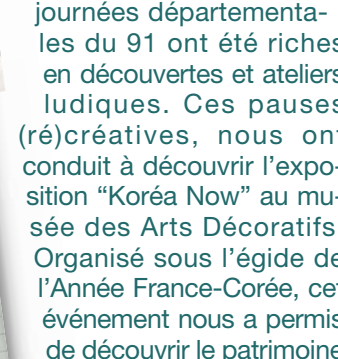 journées départementa-
les du 91 ont été riches
en découvertes et ateliers
ludiques. Ces pauses
(ré)créatives, nous ont
conduit à découvrir l’expo-
sition “Koréa Now” au mu-
sée des Arts Décoratifs
Organisé sous l’égide de
l’Année France-Corée, cet
événement nous a permis
de découvrir le patrimoine